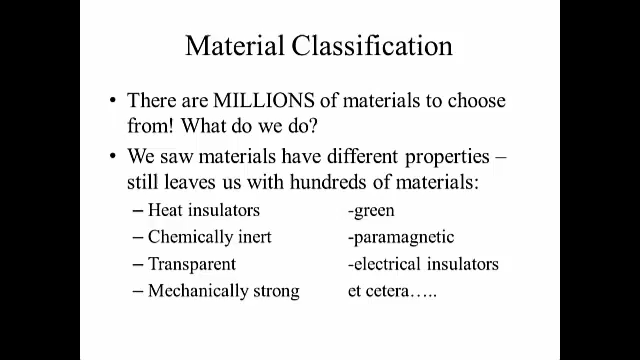 Material Classification
• There are MILLIONS of materials to choose
from! What do we do?
• We saw materials have different properties –
still leaves us with hundreds of materials:
– Heat insulators -green
– Chemically inert -paramagnetic
– Transparent -electrical insulators
– Mechanically strong et cetera…..